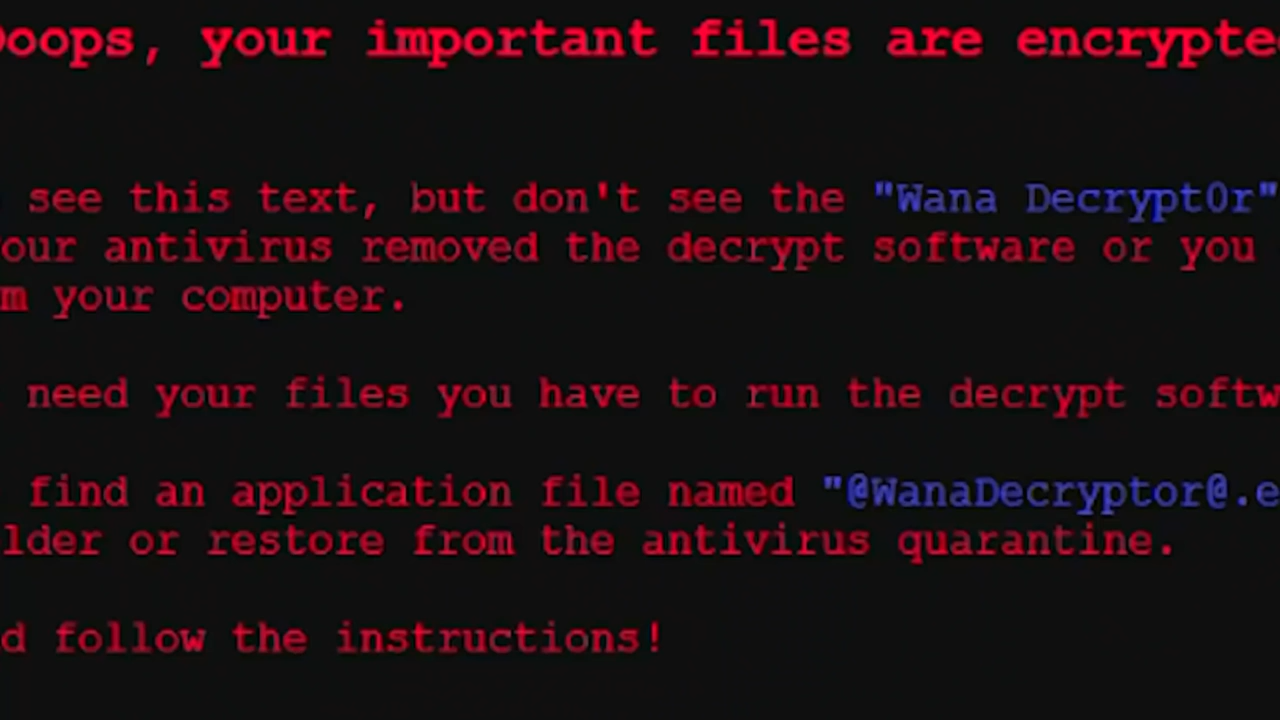 Ooops, your important files are encrypte
see this text, but don't see the "Wana Decrypt0r"
our antivirus removed the decrypt software or you
m your computer.
need your files you have to run the decrypt softw
find an application file named "@WanaDecryptor@.e
lder or restore from the antivirus quarantine.
d follow the instructions!